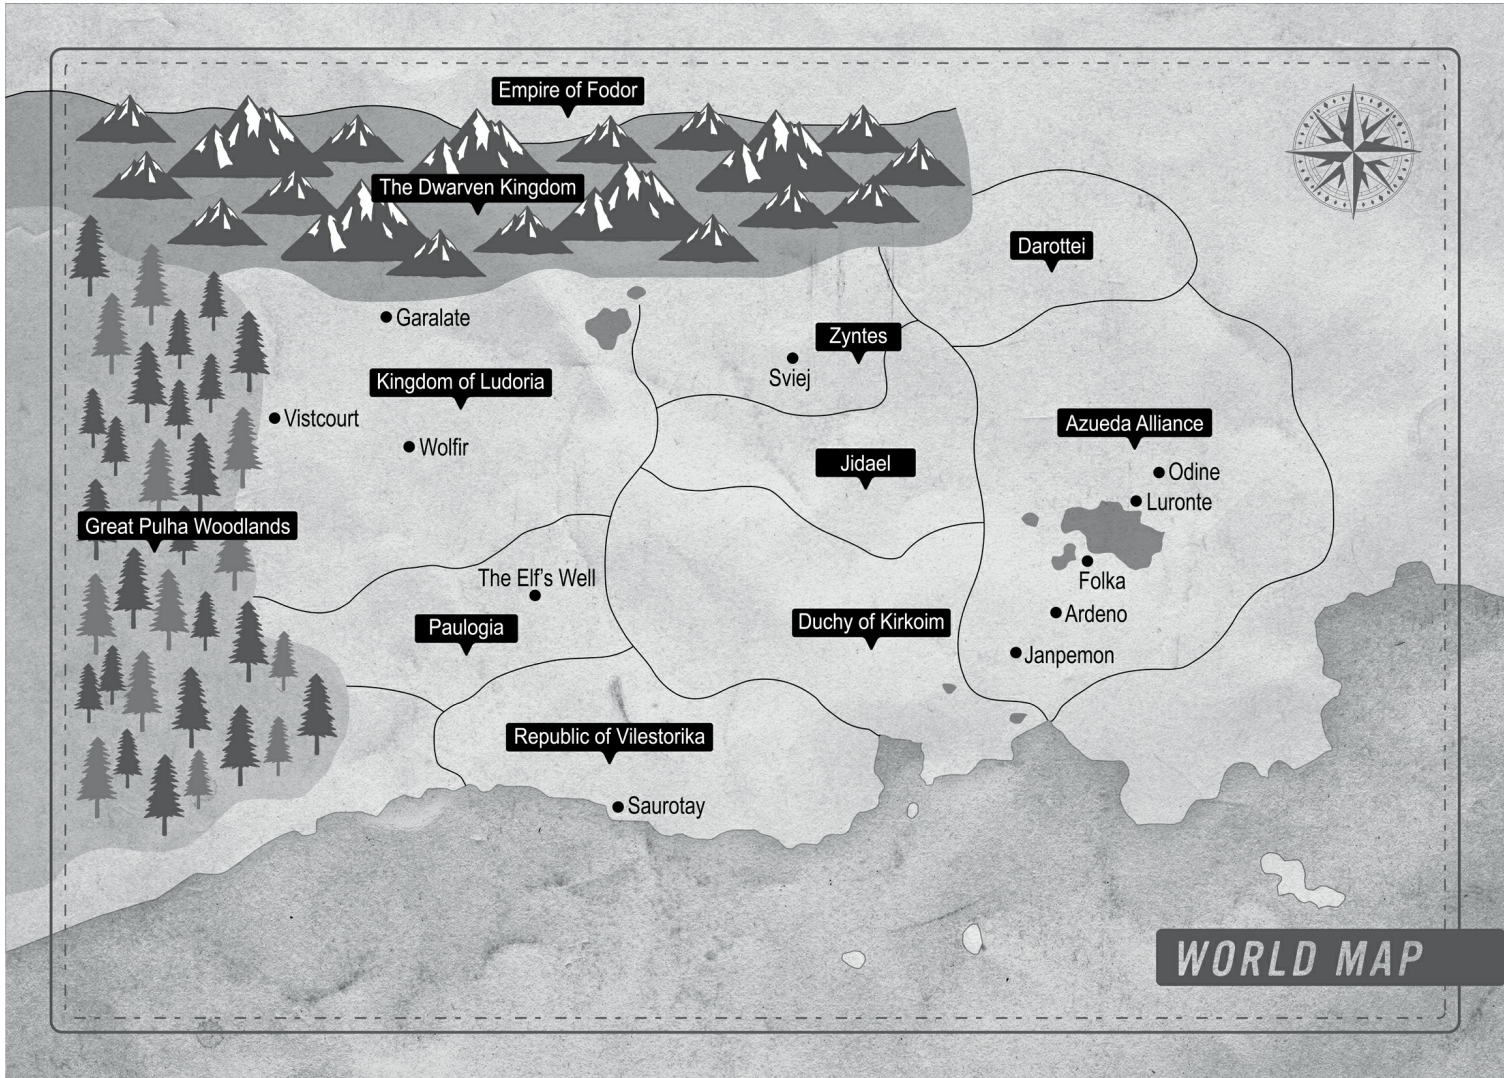 Empire of Fodor
The Dwarven Kingdom
Darottei
Garalate
Zyntes
Sviej
Kingdom of Ludoria
Vistcourt
Wolfir
Azueda Alliance
Jidael
Odine
Luronte
Great Pulha Woodlands
The Elf's Well
Folka
Paulogia
Duchy of Kirkoim
Ardeno
Janpemon
Republic of Vilestorika
Saurotay
WORLD MAP